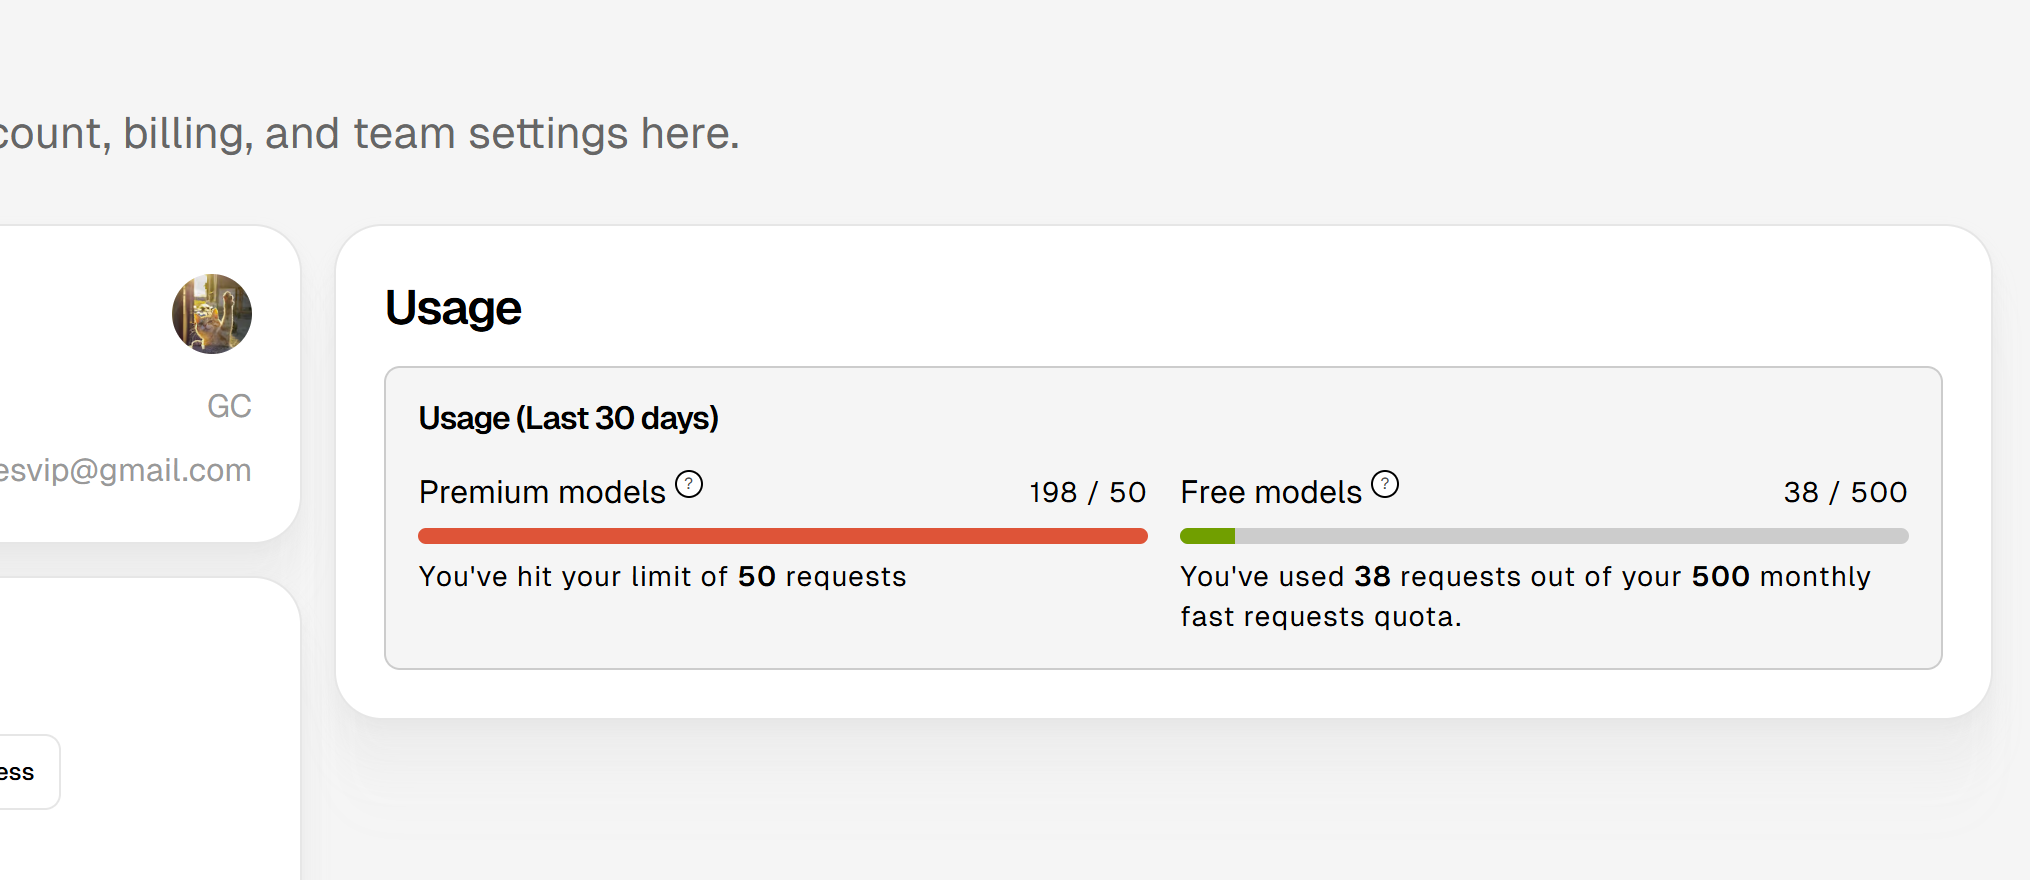 count, billing, and team settings here.
GC
esvip@gmail.com
ess
Usage
Usage (Last 30 days)
Premium models ? 198 / 50
You've hit your limit of 50 requests
Free models ? 38 / 500
You've used 38 requests out of your 500 monthly
fast requests quota.